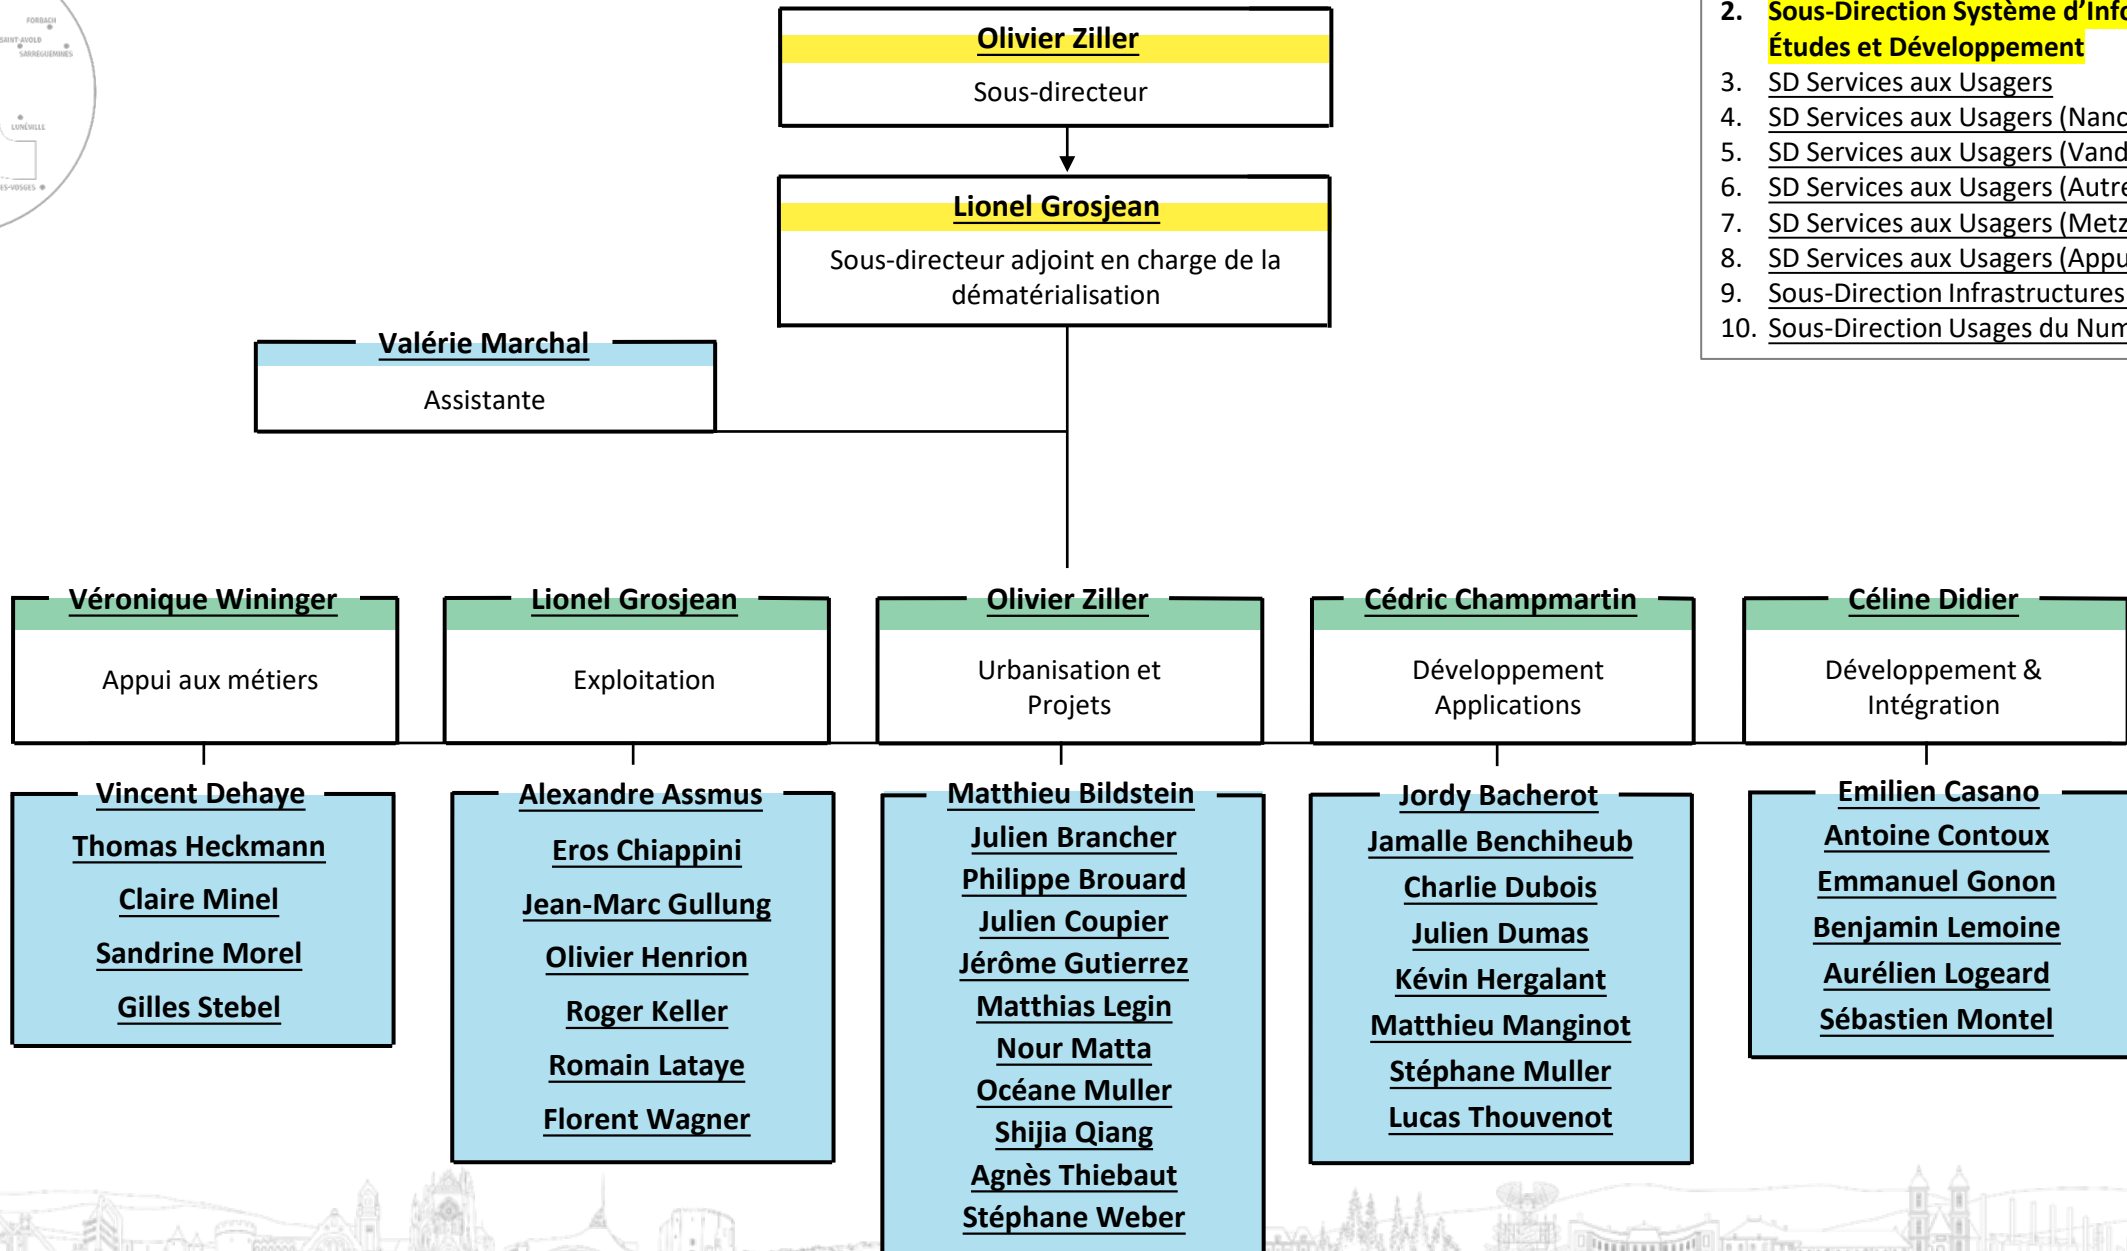 FORBACH
SAINT-AVOLD
SARREGUEMINES
LUNÉVILLE
Olivier Ziller
Sous-directeur
Lionel Grosjean
Sous-directeur adjoint en charge de la
dématérialisation
Valérie Marchal
Assistante
2. Sous-Direction Système d'Info
Études et Développement
3. SD Services aux Usagers
4. SD Services aux Usagers (Nanc
5. SD Services aux Usagers (Vand
6. SD Services aux Usagers (Autre
7. SD Services aux Usagers (Metz
8. SD Services aux Usagers (Appu
9. Sous-Direction Infrastructures
10. Sous-Direction Usages du Num
Véronique Wininger
Appui aux métiers
Vincent Dehaye
Thomas Heckmann
Claire Minel
Sandrine Morel
Gilles Stebel
Lionel Grosjean
Exploitation
Alexandre Assmus
Eros Chiappini
Jean-Marc Gullung
Olivier Henrion
Roger Keller
Romain Lataye
Florent Wagner
Olivier Ziller
Urbanisation et
Projets
Matthieu Bildstein
Julien Brancher
Philippe Brouard
Julien Coupier
Jérôme Gutierrez
Matthias Legin
Nour Matta
Océane Muller
Shijia Qiang
Agnès Thiebaut
Stéphane Weber
Cédric Champmartin
Développement
Applications
Jordy Bacherot
Jamalle Benchiheub
Charlie Dubois
Julien Dumas
Kévin Hergalant
Matthieu Manginot
Stéphane Muller
Lucas Thouvenot
Céline Didier
Développement &
Intégration
Emilien Casano
Antoine Contoux
Emmanuel Gonon
Benjamin Lemoine
Aurélien Logeard
Sébastien Montel